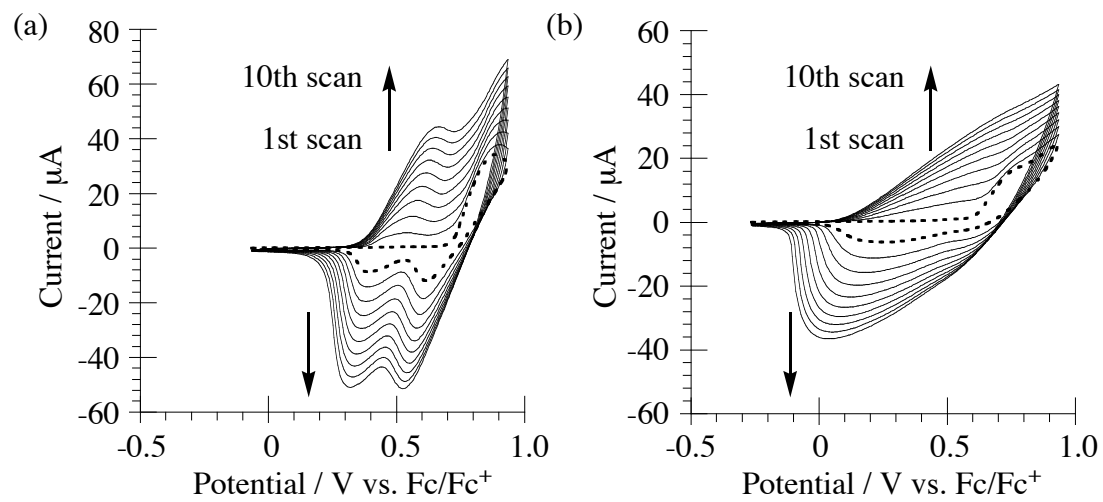 (a)
80
60
40
20
0
-20
-40
-60
-0.5
0
0.5
1.0
Current / µA
Potential / V vs. Fc/Fc+
10th scan
1st scan
(b)
60
40
20
0
-20
-40
-60
-0.5
0
0.5
1.0
Current / µA
Potential / V vs. Fc/Fc+
10th scan
1st scan